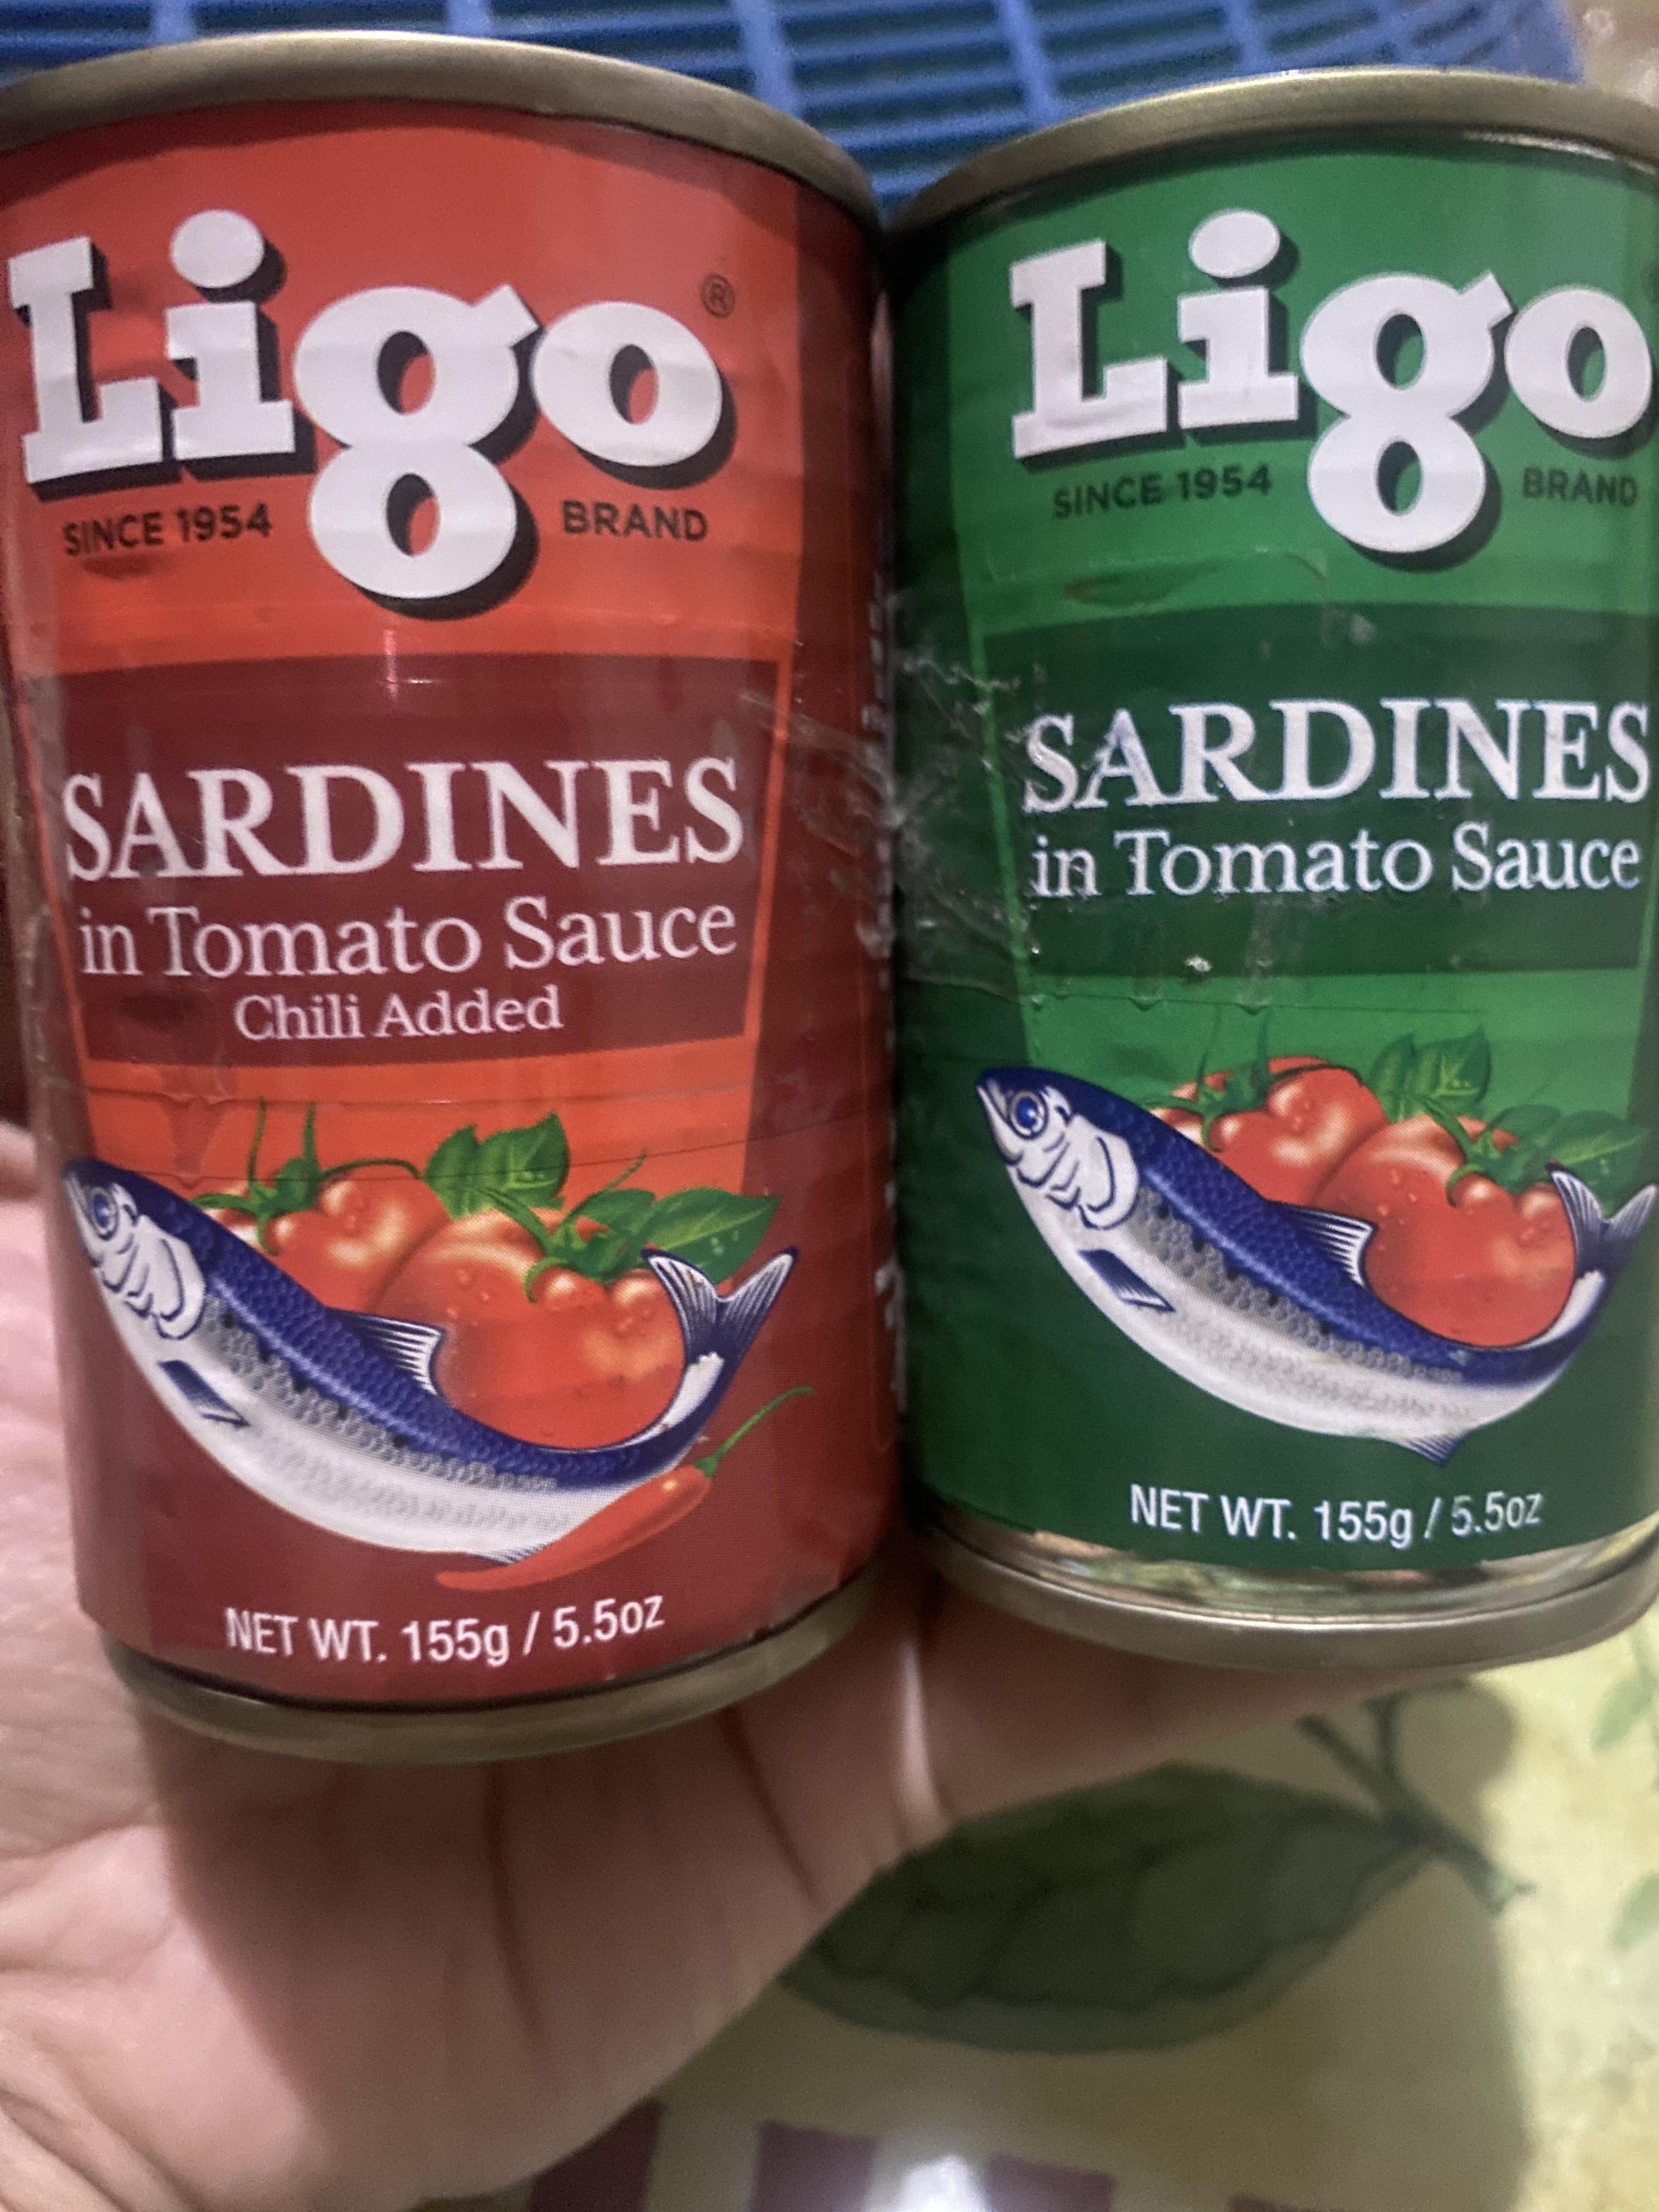 Ligo®
SINCE 1954 BRAND
SARDINES
in Tomato Sauce
Chili Added
NET WT. 155g / 5.5oz
Ligo
SINCE 1954 BRAND
SARDINES
in Tomato Sauce
NET WT. 155g / 5.5oz